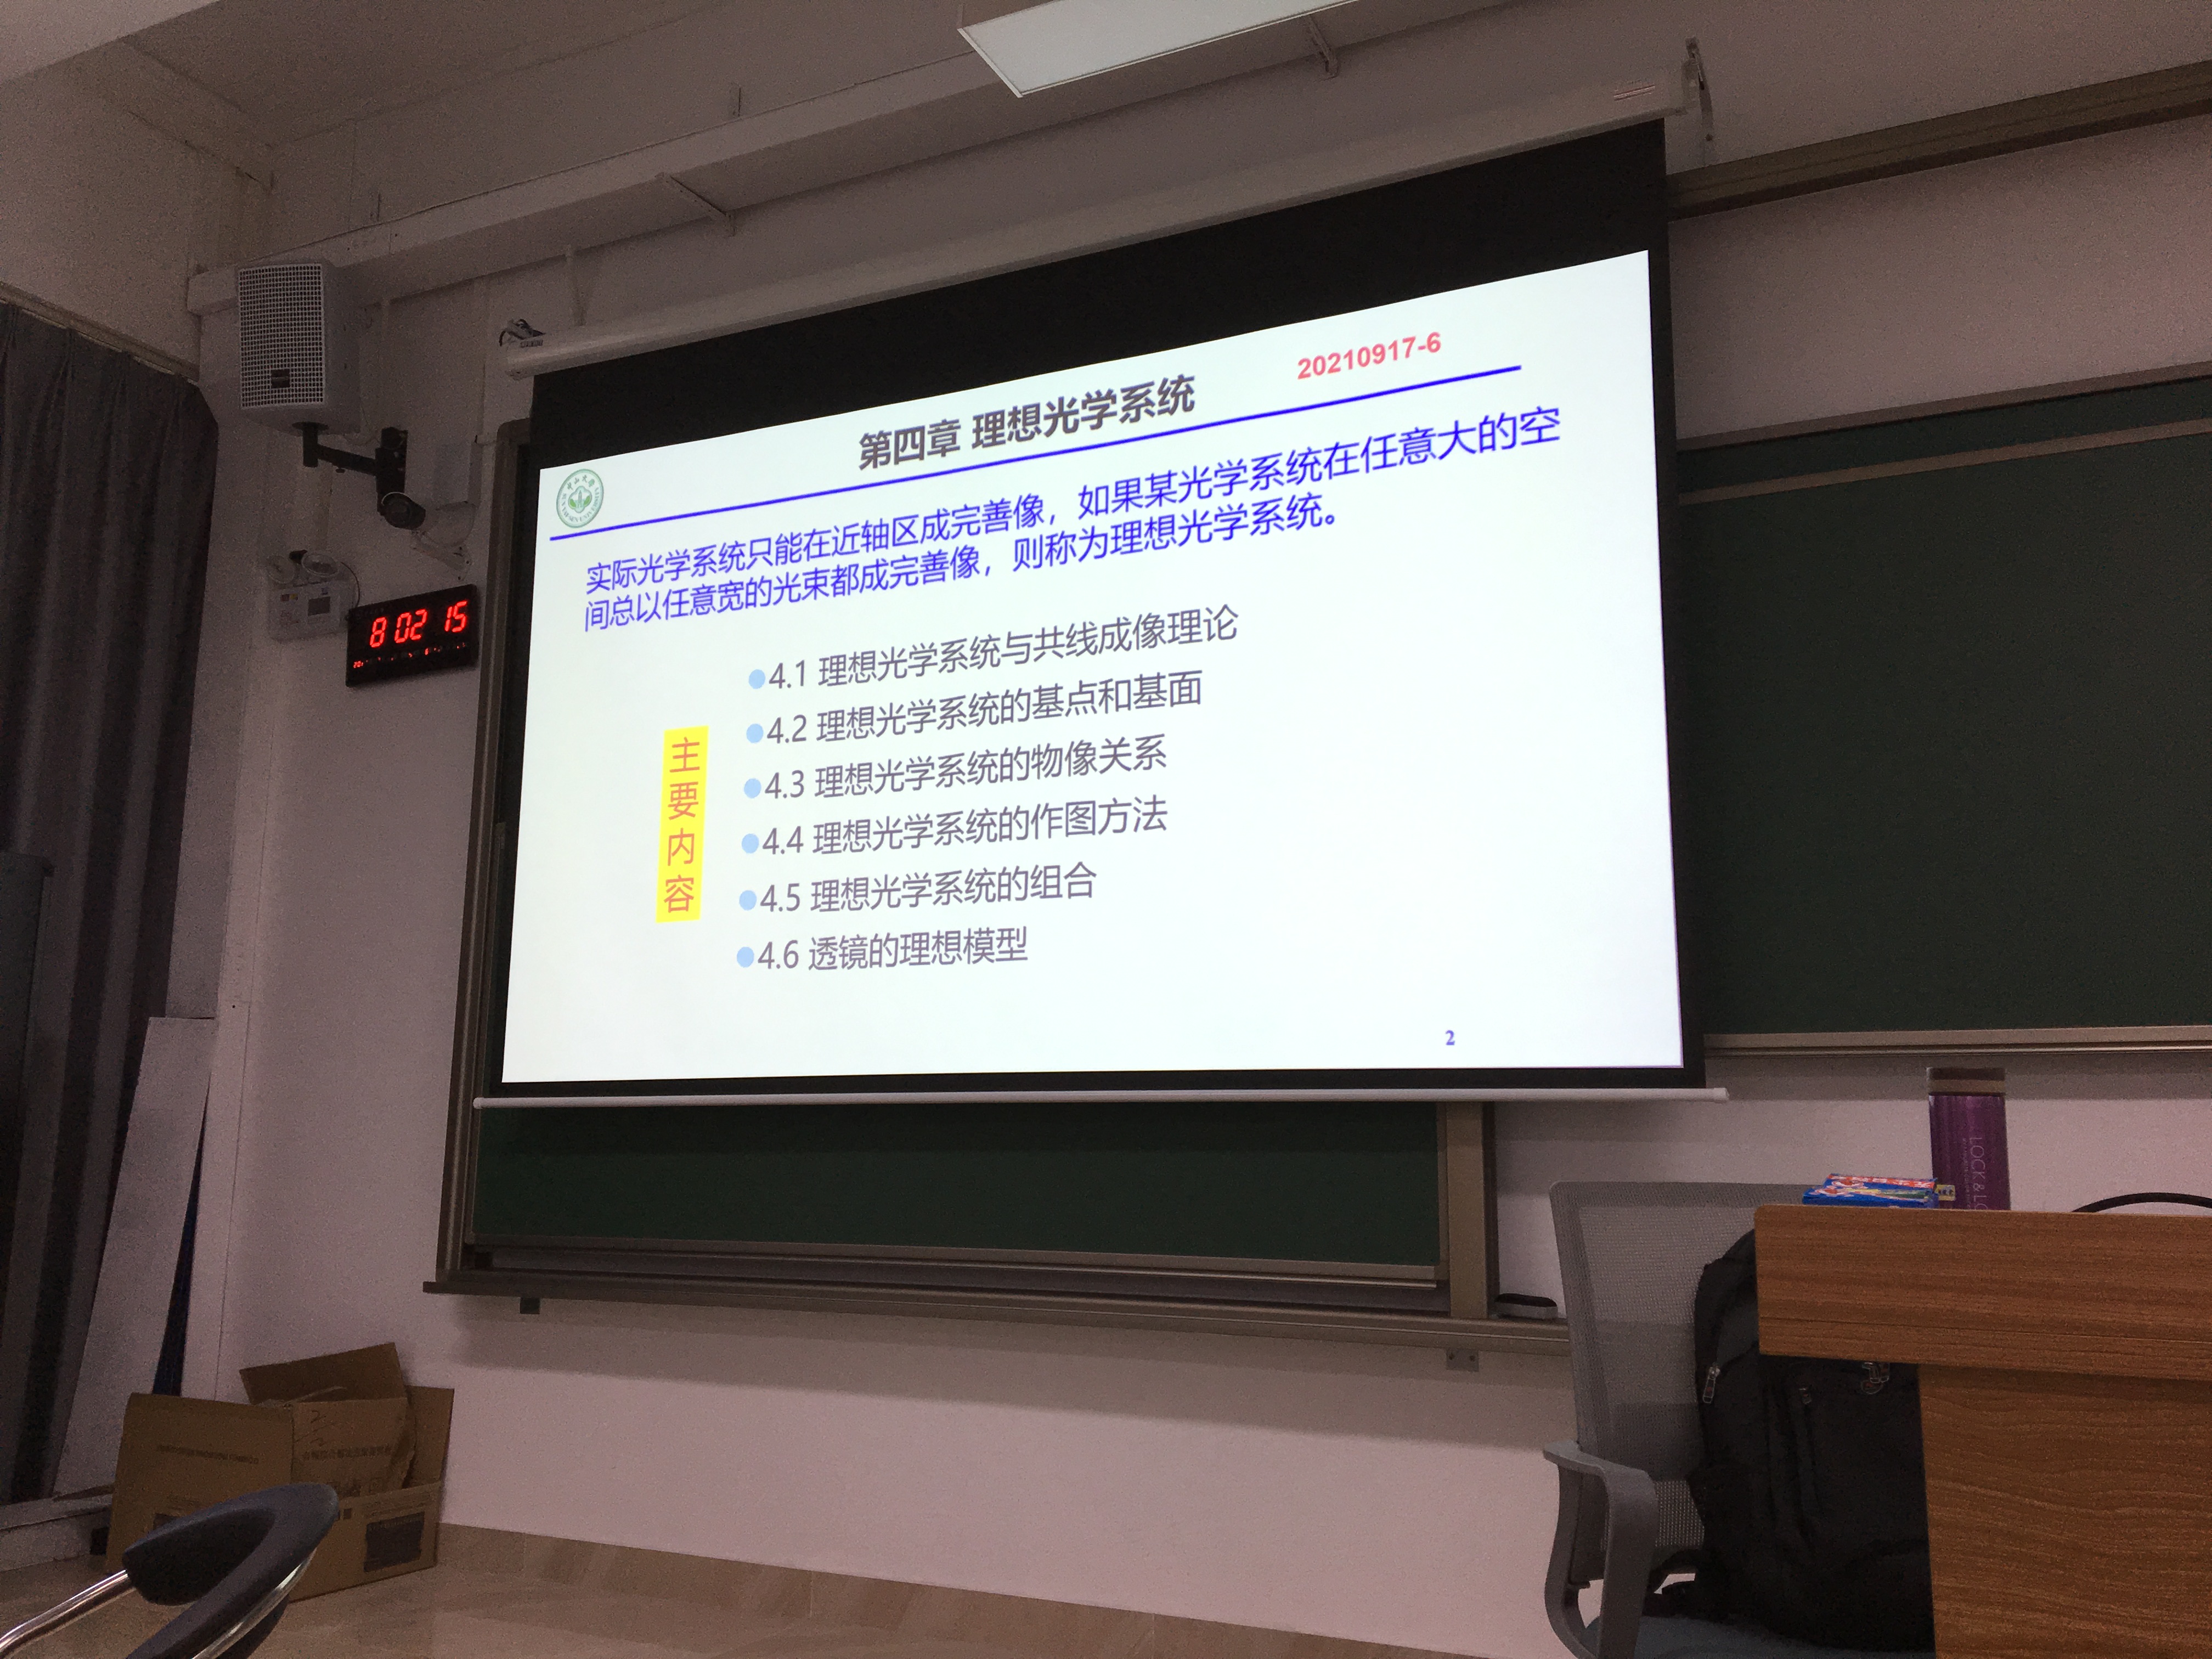 20210917-6
第四章 理想光学系统
实际光学系统只能在近轴区成完善像，如果某光学系统在任意大的空
间总以任意宽的光束都成完善像，则称为理想光学系统。
主要内容
4.1 理想光学系统与共线成像理论
4.2 理想光学系统的基点和基面
4.3 理想光学系统的物像关系
4.4 理想光学系统的作图方法
4.5 理想光学系统的组合
4.6 透镜的理想模型
2
8 02 15
LOCK&LO